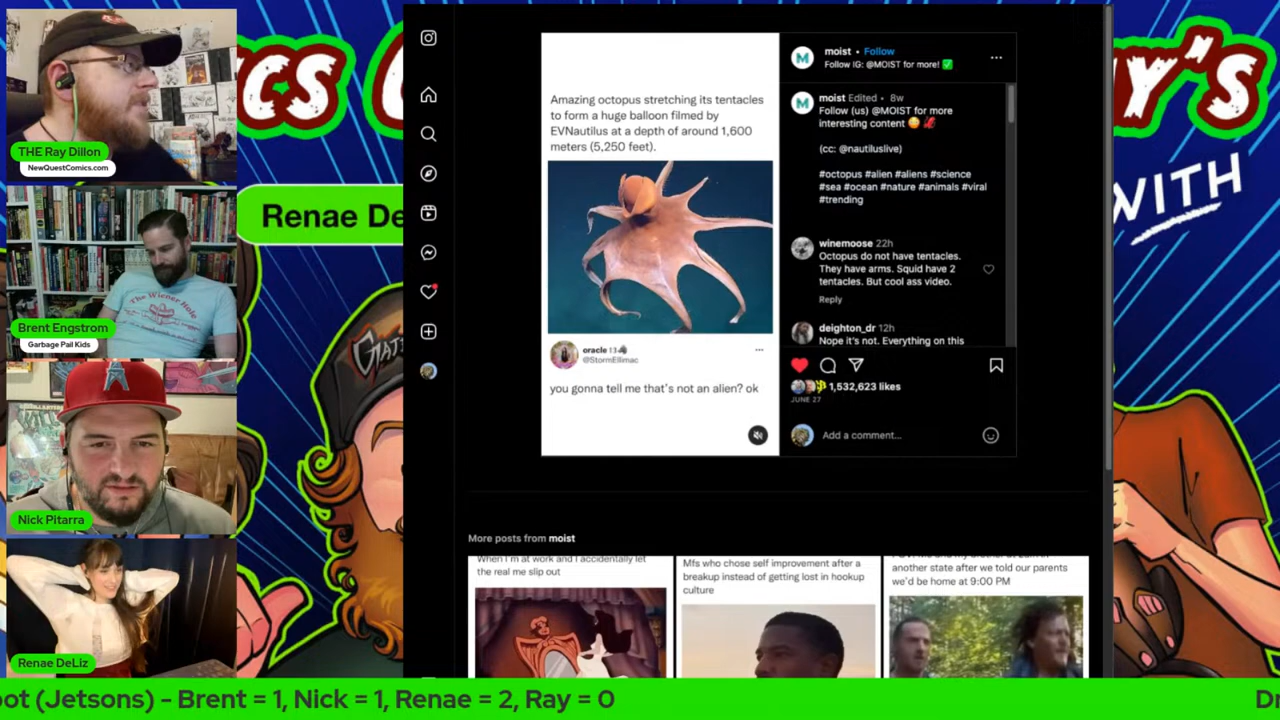 THE Ray Dillon
NewQuestComics.com
The Wiener Hole
Brent Engstrom
Garbage Pail Kids
Nick Pitarra
Renae DeLiz
CS
Renae De
Y'S
WITH
Amazing octopus stretching its tentacles
to form a huge balloon filmed by
EVNautilus at a depth of around 1,600
meters (5,250 feet).
oracle 13
@StormEllimac
you gonna tell me that's not an alien? ok
moist • Follow
Follow IG: @MOIST for more! ✅
moist Edited • 8w
Follow (us) @MOIST for more
interesting content
(cc: @nautiluslive)
#octopus #alien #aliens #science
#sea #ocean #nature #animals #viral
#trending
winemoose 22h
Octopus do not have tentacles.
They have arms. Squid have 2
tentacles. But cool ass video.
Reply
deighton_dr 12h
Nope it's not. Everything on this
1,532,623 likes
JUNE 27
Add a comment...
More posts from moist
When I'm at work and I accidentally let
the real me slip out
Mfs who chose self improvement after a
breakup instead of getting lost in hookup
culture
another state after we told our parents
we'd be home at 9:00 PM
oot (Jetsons) - Brent = 1, Nick = 1, Renae = 2, Ray = 0